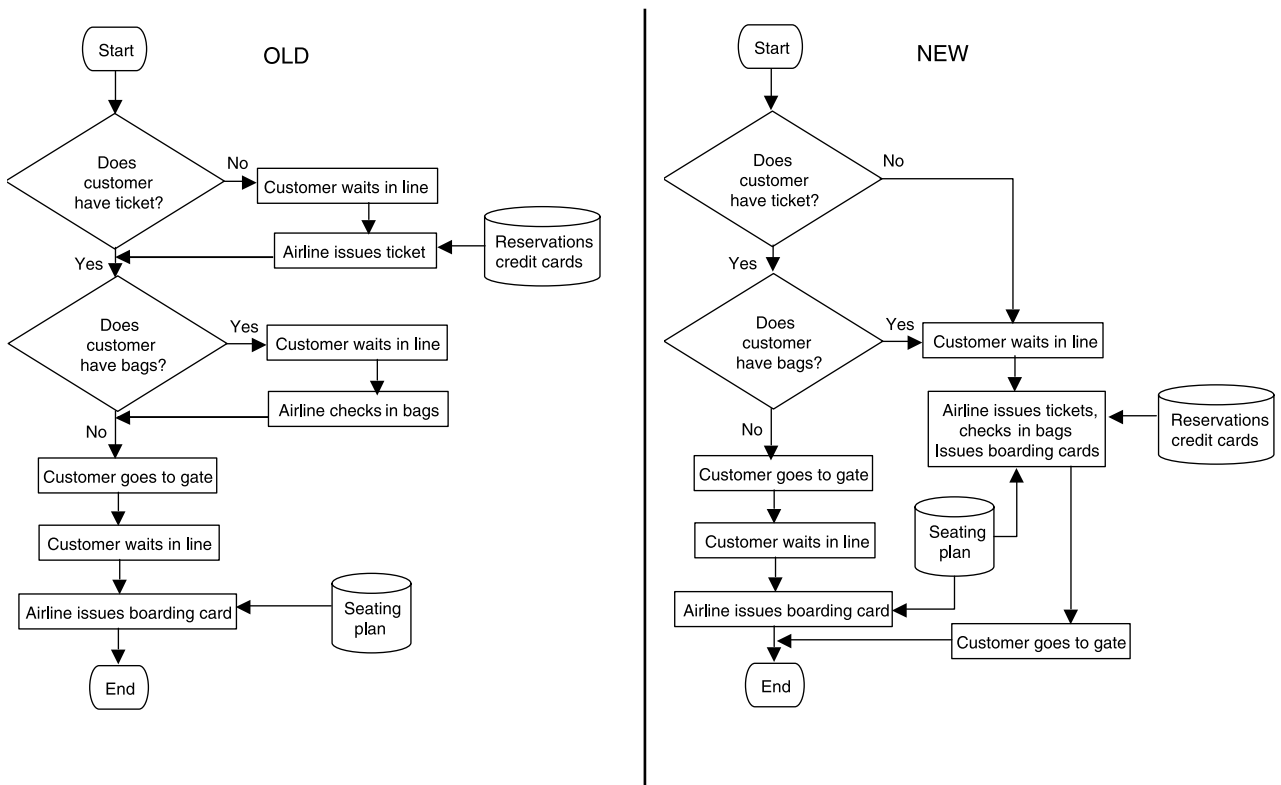 OLD
Start
Does
customer
have ticket?
No
Customer waits in line
Airline issues ticket
Reservations
credit cards
Yes
Does
customer
have bags?
Yes
Customer waits in line
Airline checks in bags
No
Customer goes to gate
Customer waits in line
Airline issues boarding card
Seating
plan
End
NEW
Start
Does
customer
have ticket?
No
Yes
Does
customer
have bags?
Yes
Customer waits in line
Airline issues tickets,
checks in bags
Issues boarding cards
Reservations
credit cards
No
Customer goes to gate
Customer waits in line
Seating
plan
Airline issues boarding card
Customer goes to gate
End